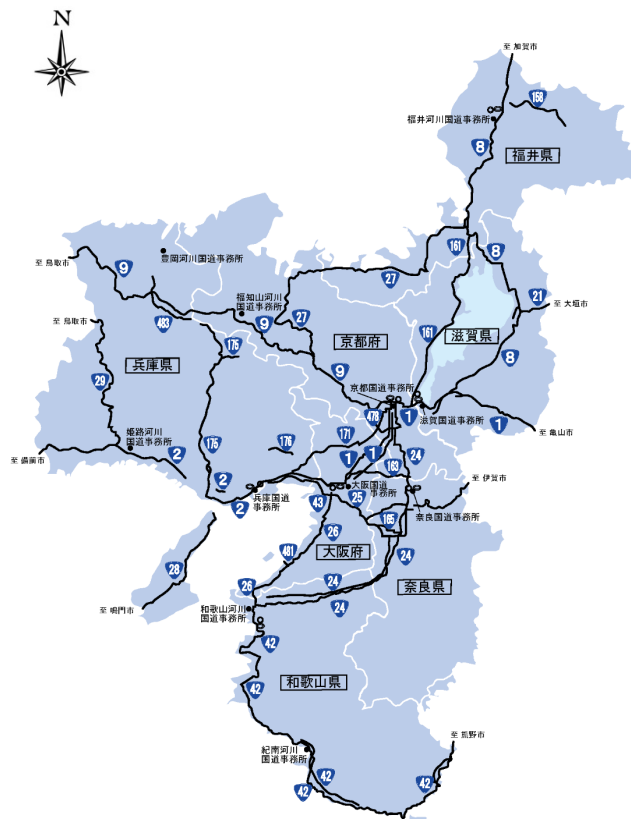 N
至 加賀市
158
福井河川国道事務所
8
福井県
161
8
至 鳥取市
9
豊岡河川国道事務所
27
21
至 大垣市
福知山河川
国道事務所
至 鳥取市
483
9
27
京都府
161
滋賀県
175
兵庫県
8
9
29
京都国道事務所
478
1
滋賀国道事務所
1
至 亀山市
姫路河川
国道事務所
175
176
171
至 備前市
2
1
1
24
163
至 伊賀市
2
大阪国道
事務所
兵庫国道
事務所
2
43
25
奈良国道事務所
165
26
481
大阪府
24
28
24
奈良県
26
至 鳴門市
和歌山河川
国道事務所
24
42
42
和歌山県
至 熊野市
紀南河川
国道事務所
42
42
42